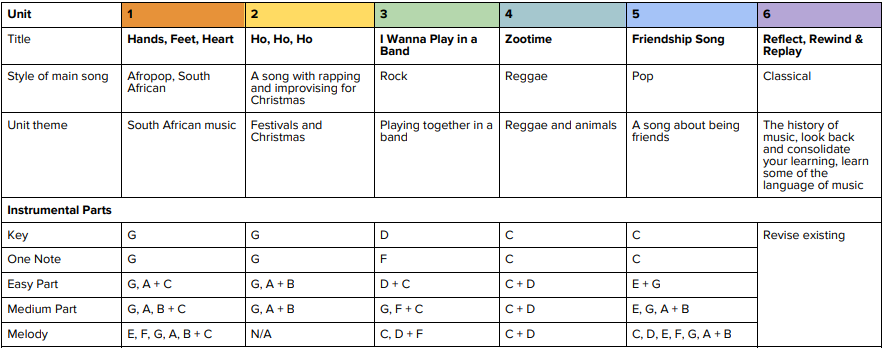 Unit 1 2 3 4 5 6
Title Hands, Feet, Heart Ho, Ho, Ho I Wanna Play in a Band Zootime Friendship Song Reflect, Rewind & Replay
Style of main song Afropop, South African A song with rapping and improvising for Christmas Rock Reggae Pop Classical
Unit theme South African music Festivals and Christmas Playing together in a band Reggae and animals A song about being friends The history of music, look back and consolidate your learning, learn some of the language of music
Instrumental Parts
Key G G D C C Revise existing
One Note G G F C C
Easy Part G, A + C G, A + B D + C C + D E + G
Medium Part G, A, B + C G, A + B G, F + C C + D E, G, A + B
Melody E, F, G, A, B + C N/A C, D + F C + D C, D, E, F, G, A + B